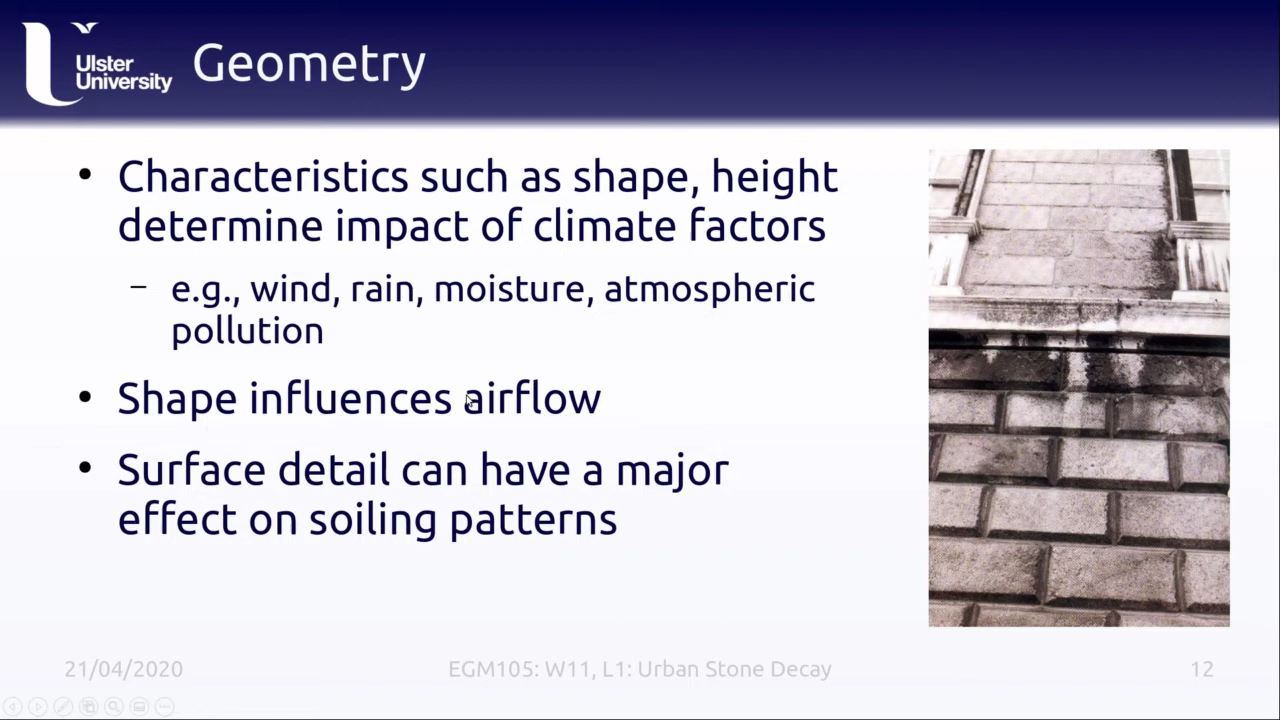 Ulster
University
Geometry
• Characteristics such as shape, height
determine impact of climate factors
– e.g., wind, rain, moisture, atmospheric
pollution
• Shape influences airflow
• Surface detail can have a major
effect on soiling patterns
21/04/2020
EGM105: W11, L1: Urban Stone Decay
12